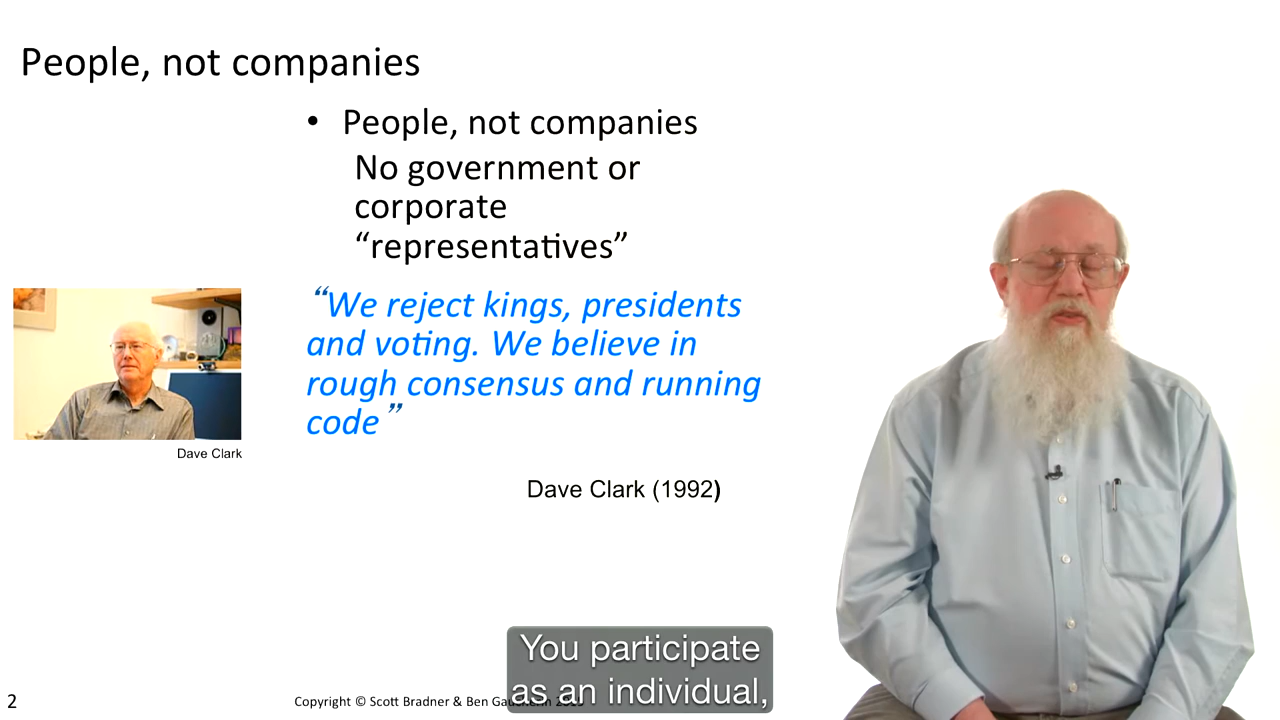 People, not companies
• People, not companies
No government or
corporate
“representatives”
“We reject kings, presidents
and voting. We believe in
rough consensus and running
code”
Dave Clark
Dave Clark (1992)
You participate
as an individual,
2
Copyright © Scott Bradner & Ben